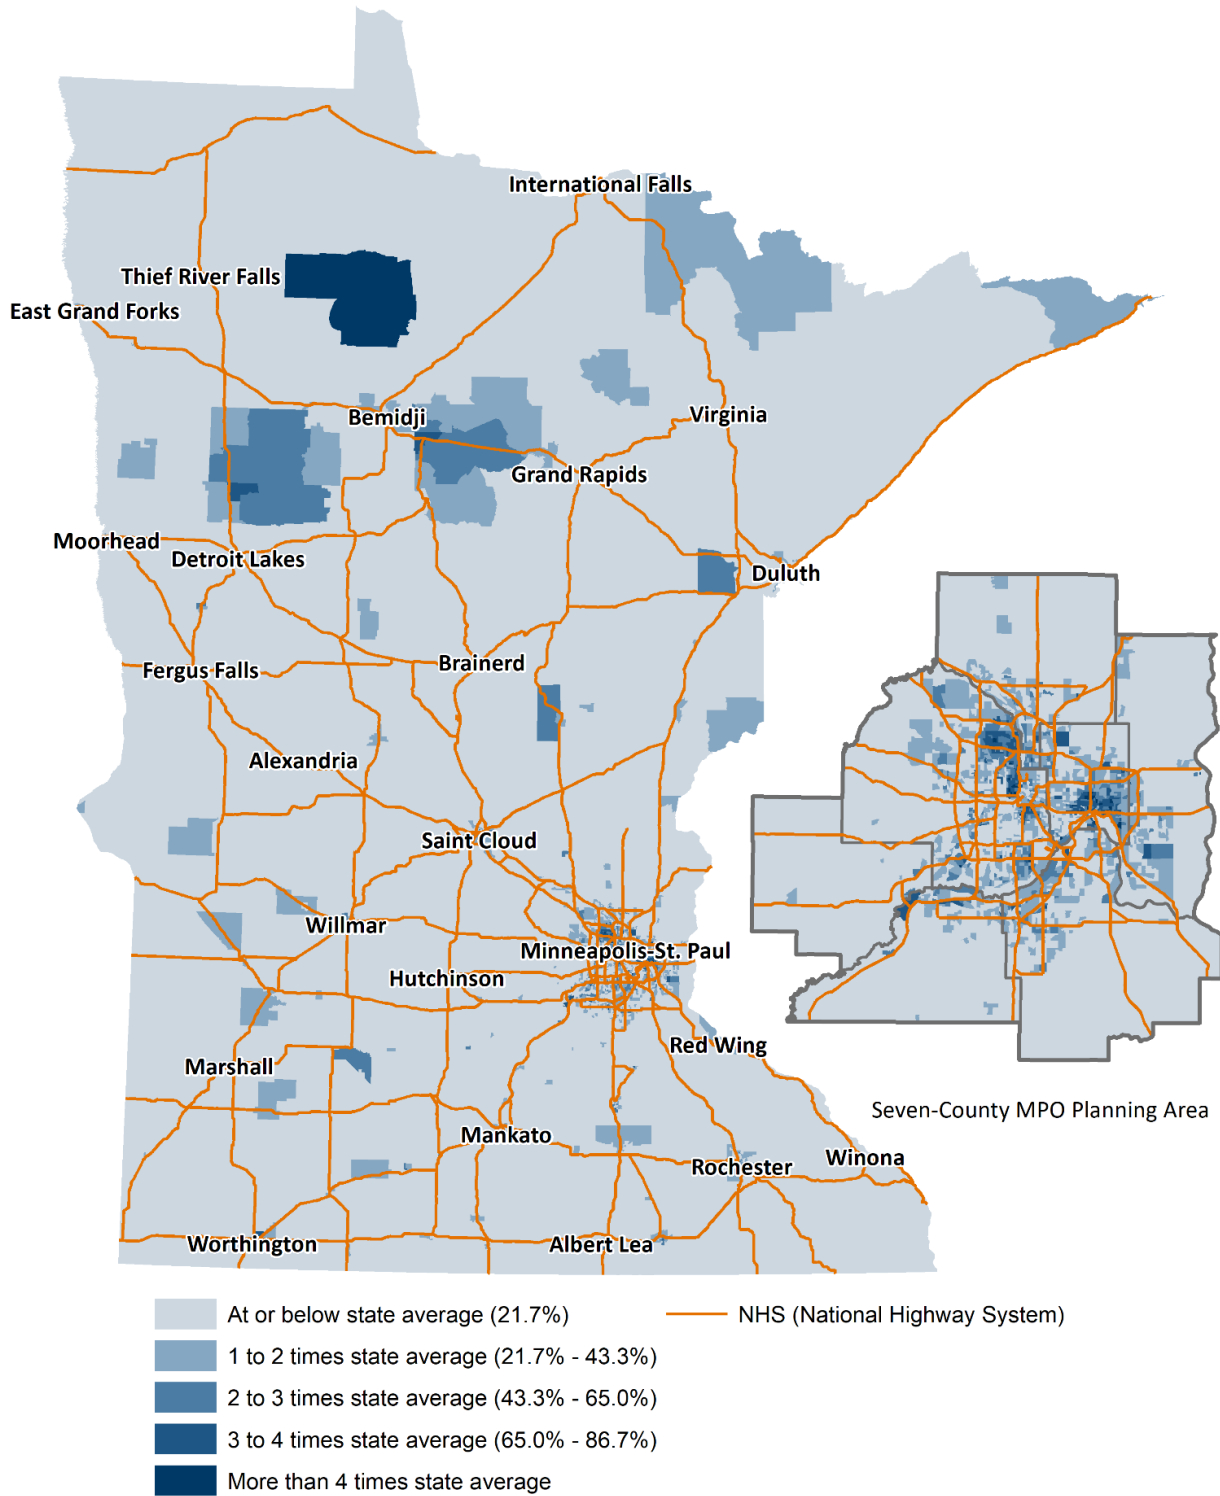 International Falls
Thief River Falls
East Grand Forks
Bemidji
Virginia
Grand Rapids
Moorhead
Detroit Lakes
Duluth
Fergus Falls
Brainerd
Alexandria
Saint Cloud
Willmar
Minneapolis-St. Paul
Hutchinson
Red Wing
Marshall
Seven-County MPO Planning Area
Mankato
Winona
Rochester
Worthington
Albert Lea
At or below state average (21.7%)
NHS (National Highway System)
1 to 2 times state average (21.7% - 43.3%)
2 to 3 times state average (43.3% - 65.0%)
3 to 4 times state average (65.0% - 86.7%)
More than 4 times state average